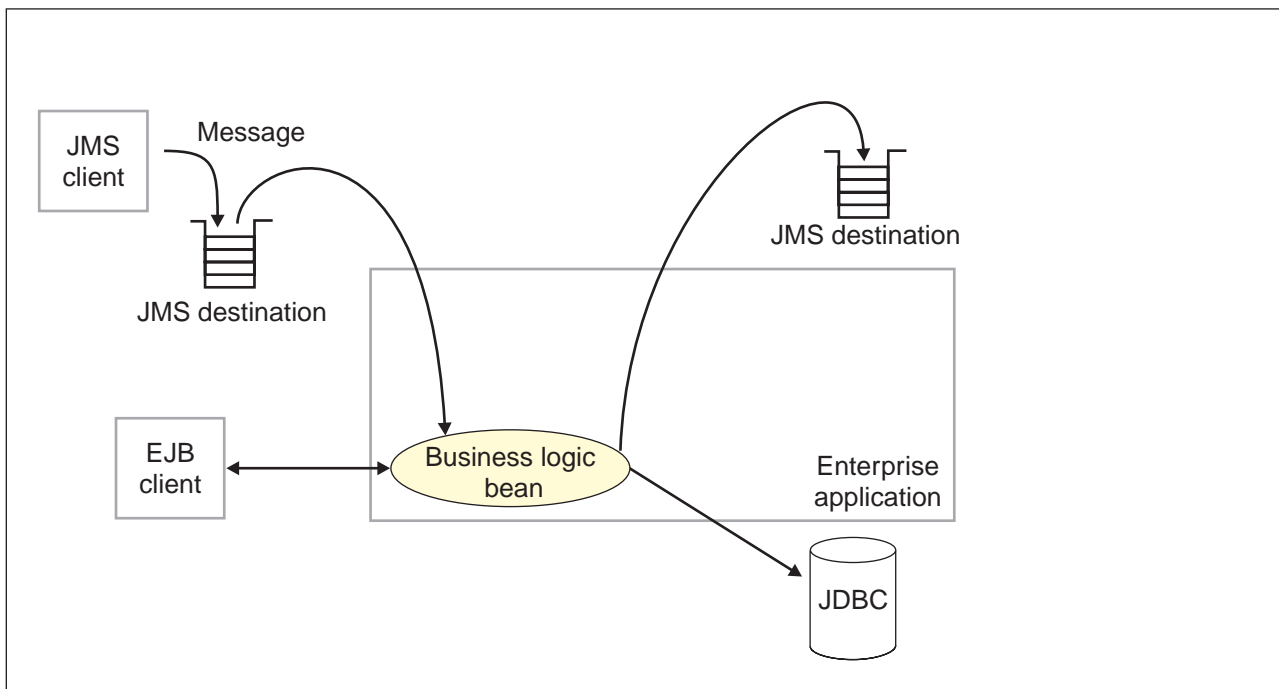 JMS
client
Message
JMS destination
JMS destination
EJB
client
Business logic
bean
Enterprise
application
JDBC